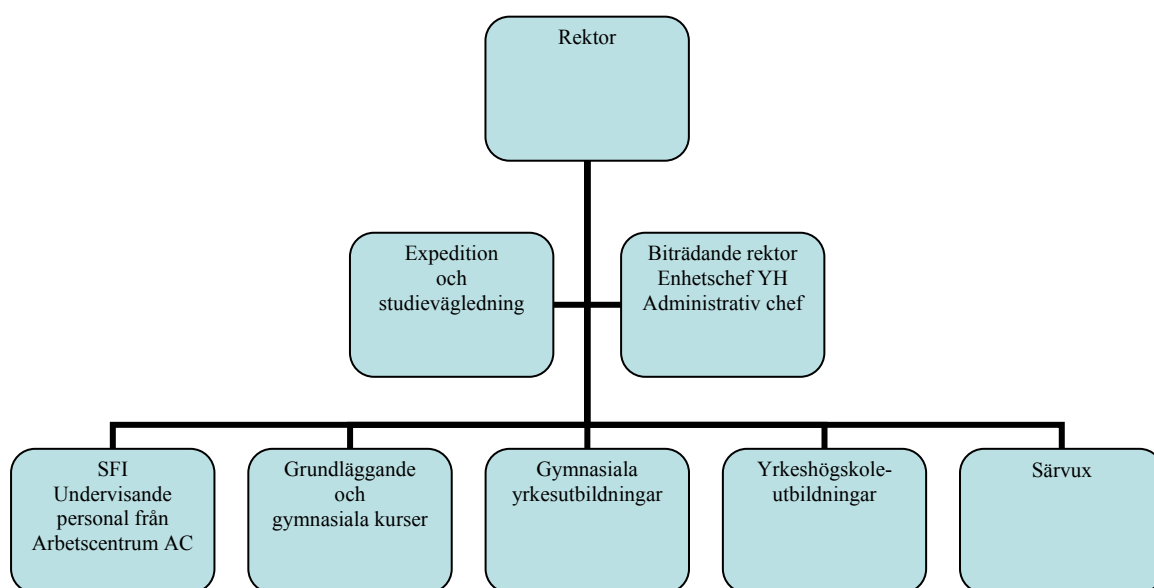 Rektor
Expedition
och
studievägledning
Biträdande rektor
Enhetschef YH
Administrativ chef
SFI
Undervisande
personal från
Arbetscentrum AC
Grundläggande
och
gymnasiala kurser
Gymnasiala
yrkesutbildningar
Yrkeshögskole-
utbildningar
Särvux